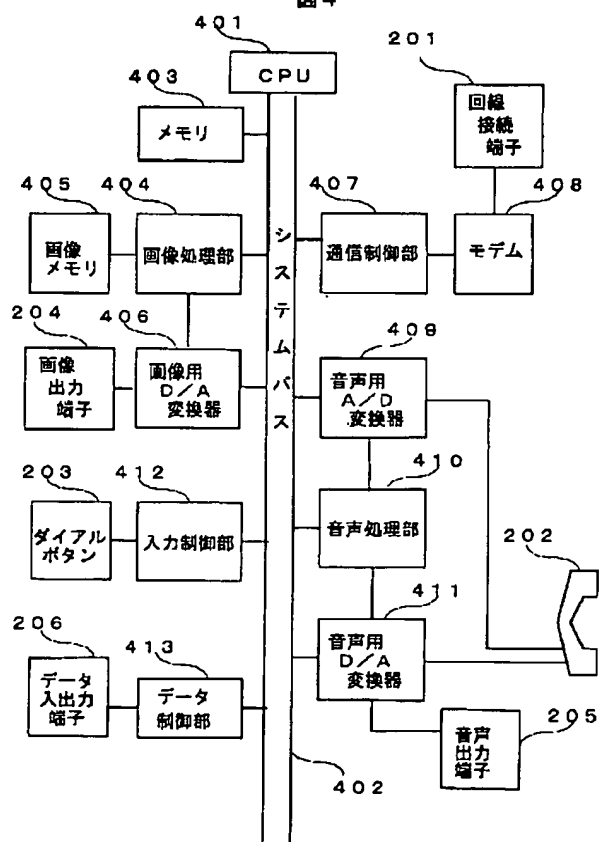 図4
401
CPU
403
メモリ
201
回線
接続
端子
405
404
画像
メモリ
画像処理部
407
通信制御部
408
モデム
システムバス
204
406
画像
出力
端子
画像用
D/A
変換器
409
音声用
A/D
変換器
203
412
ダイアル
ボタン
入力制御部
410
音声処理部
202
206
413
データ
入出力
端子
データ
制御部
411
音声用
D/A
変換器
205
音声
出力
端子
402